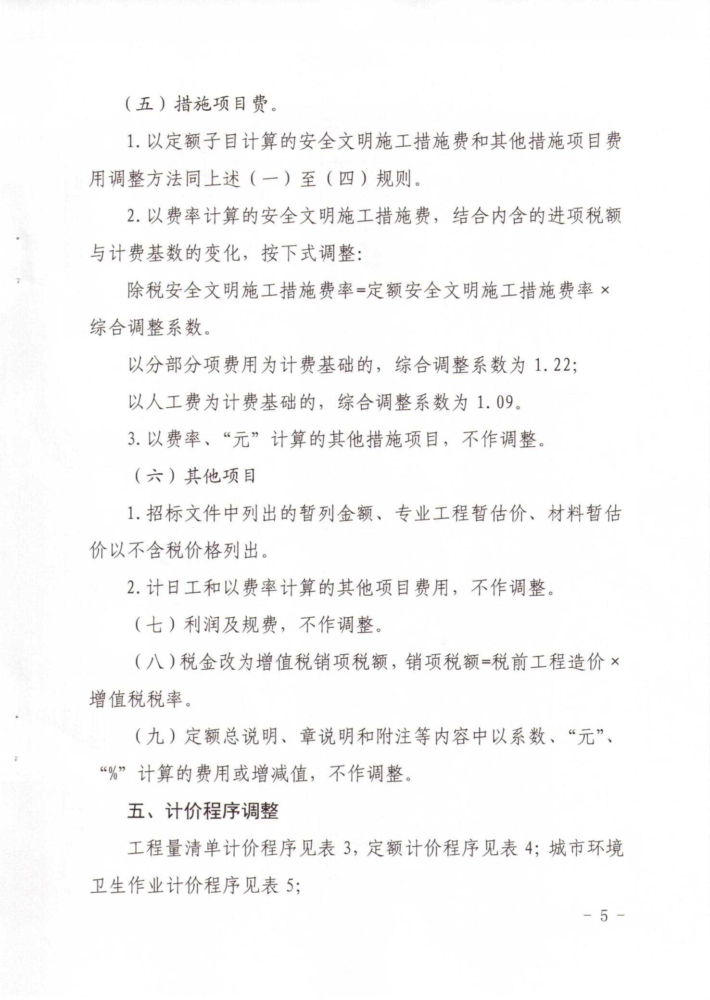 （五）措施项目费。
1.以定额子目计算的安全文明施工措施费和其他措施项目费
用调整方法同上述（一）至（四）规则。
2.以费率计算的安全文明施工措施费，结合内含的进项税额
与计费基数的变化，按下式调整：
除税安全文明施工措施费率=定额安全文明施工措施费率×
综合调整系数。
以分部分项费用为计费基础的，综合调整系数为 1.22；
以人工费为计费基础的，综合调整系数为 1.09。
3.以费率、“元”计算的其他措施项目，不作调整。
（六）其他项目
1.招标文件中列出的暂列金额、专业工程暂估价、材料暂估
价以不含税价格列出。
2.计日工和以费率计算的其他项目费用，不作调整。
（七）利润及规费，不作调整。
（八）税金改为增值税销项税额，销项税额=税前工程造价×
增值税税率。
（九）定额总说明、章说明和附注等内容中以系数、“元”、
“%”计算的费用或增减值，不作调整。
五、计价程序调整
工程量清单计价程序见表 3，定额计价程序见表 4；城市环境
卫生作业计价程序见表 5；
- 5 -